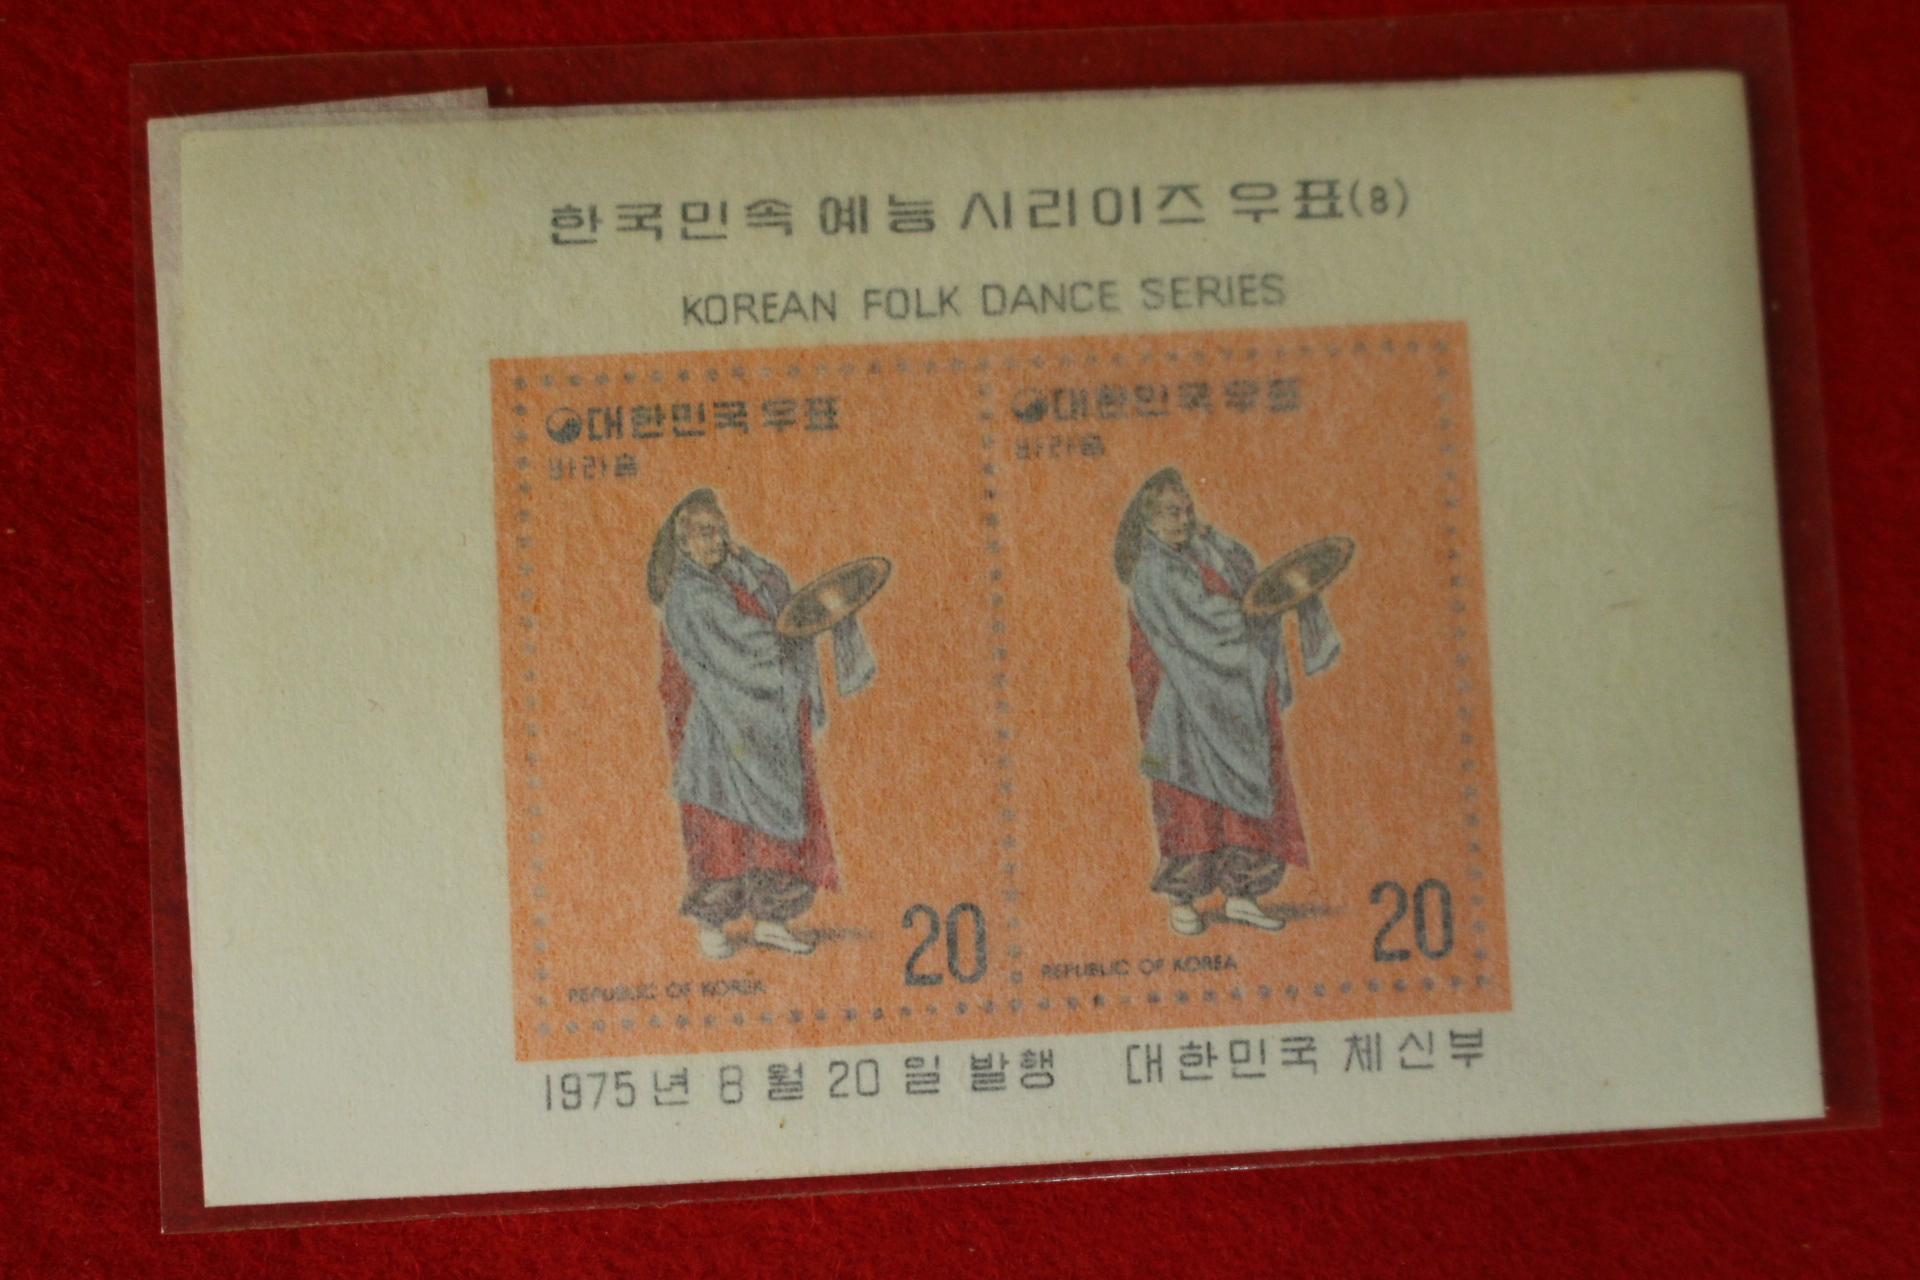 한국민속 예능 시리이즈 우표(8)
KOREAN FOLK DANCE SERIES
대한민국우표
바라춤
20
REPUBLIC OF KOREA
대한민국우표
바라춤
20
REPUBLIC OF KOREA
1975년 8월 20일 발행 대한민국 체신부